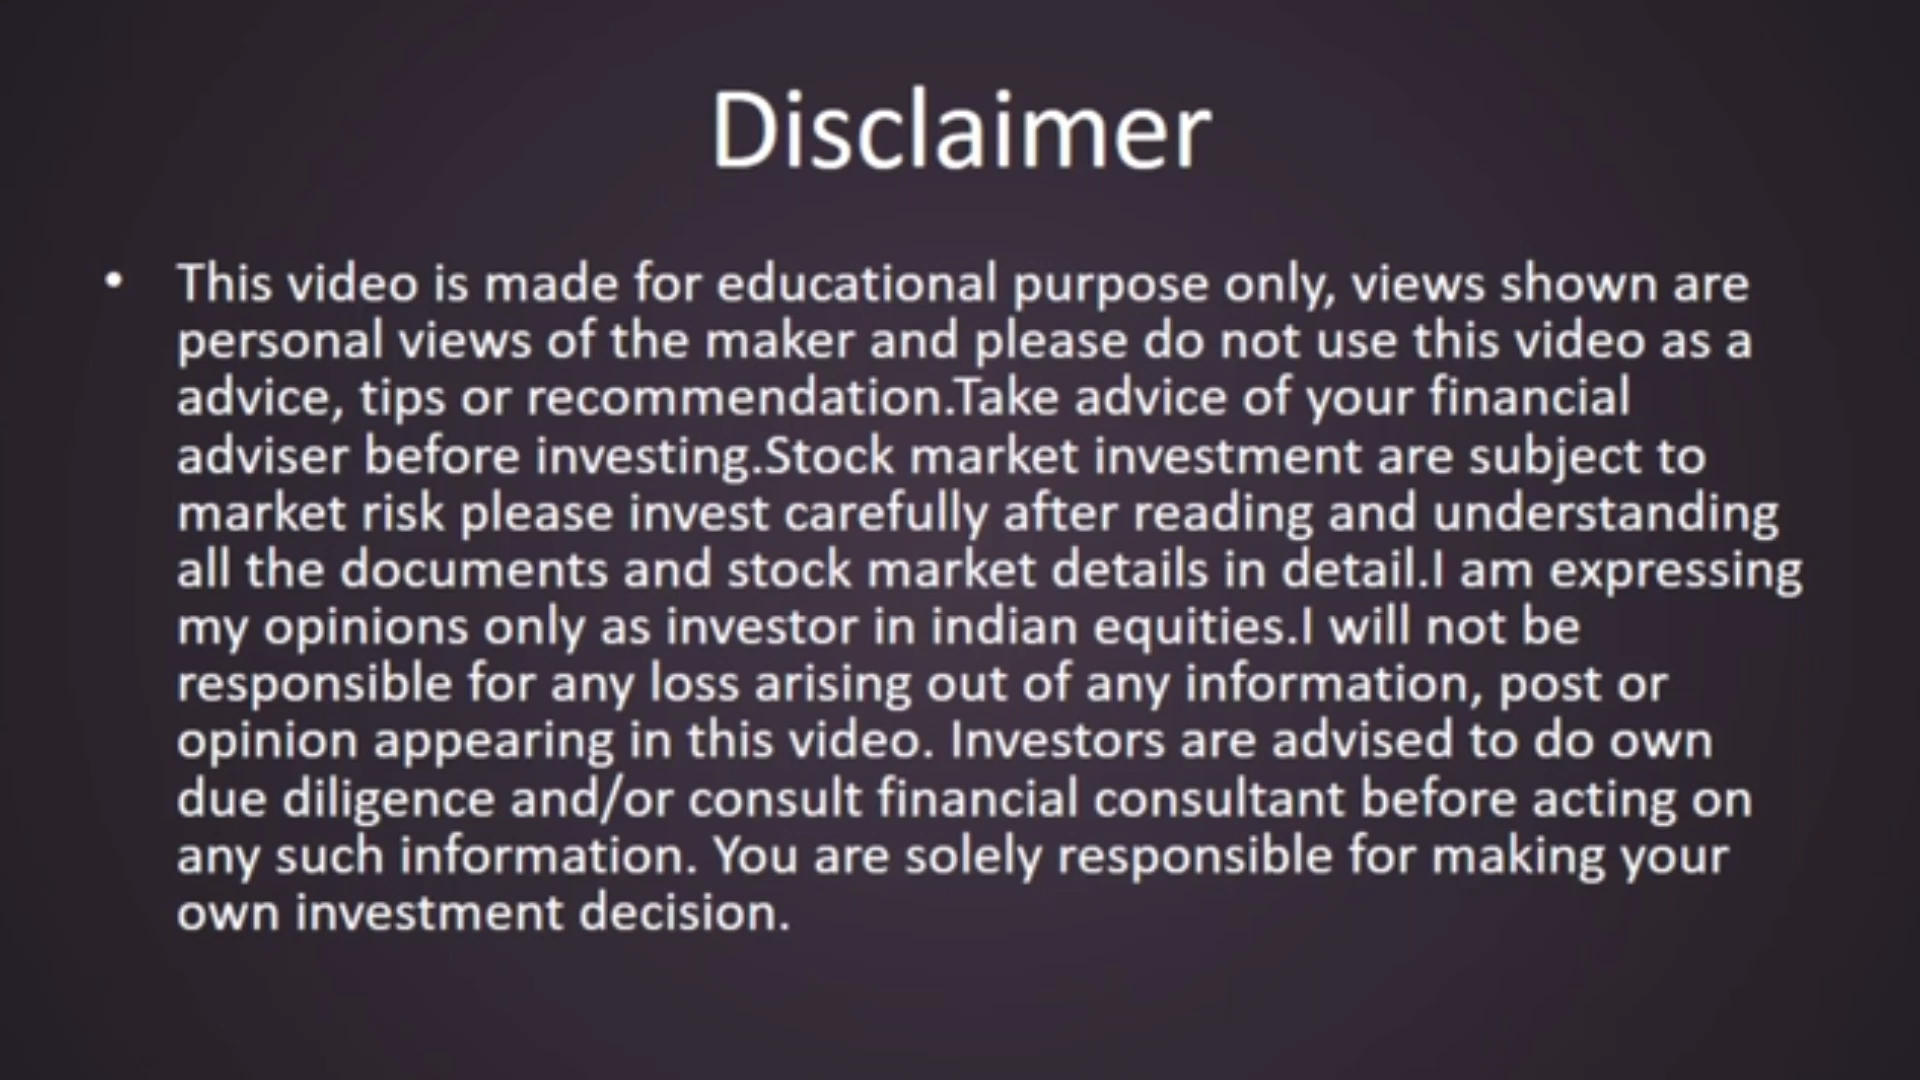 Disclaimer
• This video is made for educational purpose only, views shown are
personal views of the maker and please do not use this video as a
advice, tips or recommendation.Take advice of your financial
adviser before investing.Stock market investment are subject to
market risk please invest carefully after reading and understanding
all the documents and stock market details in detail.I am expressing
my opinions only as investor in indian equities.I will not be
responsible for any loss arising out of any information, post or
opinion appearing in this video. Investors are advised to do own
due diligence and/or consult financial consultant before acting on
any such information. You are solely responsible for making your
own investment decision.